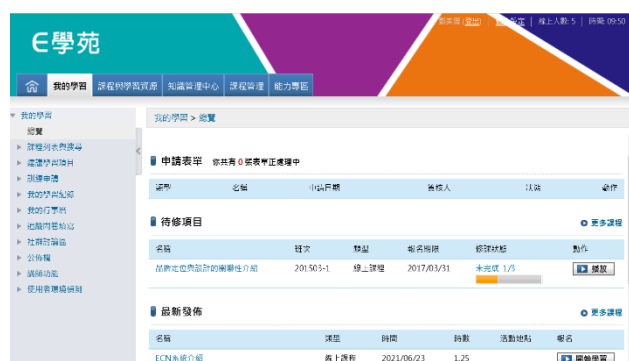 (登出) | 線上人數: 5 | 時間: 09:50
E學苑
我的學習 課程與學習資源 知識管理中心 課程管理 能力專區
我的學習
總覽
課程列表與搜尋
建議學習項目
訓練申請
我的學習紀錄
我的行事曆
社群討論區
公佈欄
講師功能
使用者環境偵測
我的學習 > 總覽
申請表單 你共有 0 張表單正處理中
類型 名稱 申請日期 簽核人 狀態 動作
待修項目 更多課程
名稱 班次 類型 報名期限 修課狀態 動作
品牌定位與設計的關聯性介紹 201503-1 線上課程 2017/03/31 未完成 1/3 播放
最新發佈 更多課程
名稱 類型 時間 時數 活動地點 報名
ECN系統介紹 線上課程 2021/06/23 1.25 開始學習